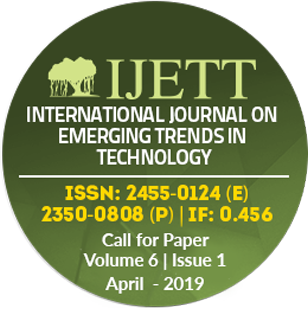 IJETT
INTERNATIONAL JOURNAL ON
EMERGING TRENDS IN
TECHNOLOGY
ISSN: 2455-0124 (E)
2350-0808 (P) | IF: 0.456
Call for Paper
Volume 6 | Issue 1
April - 2019